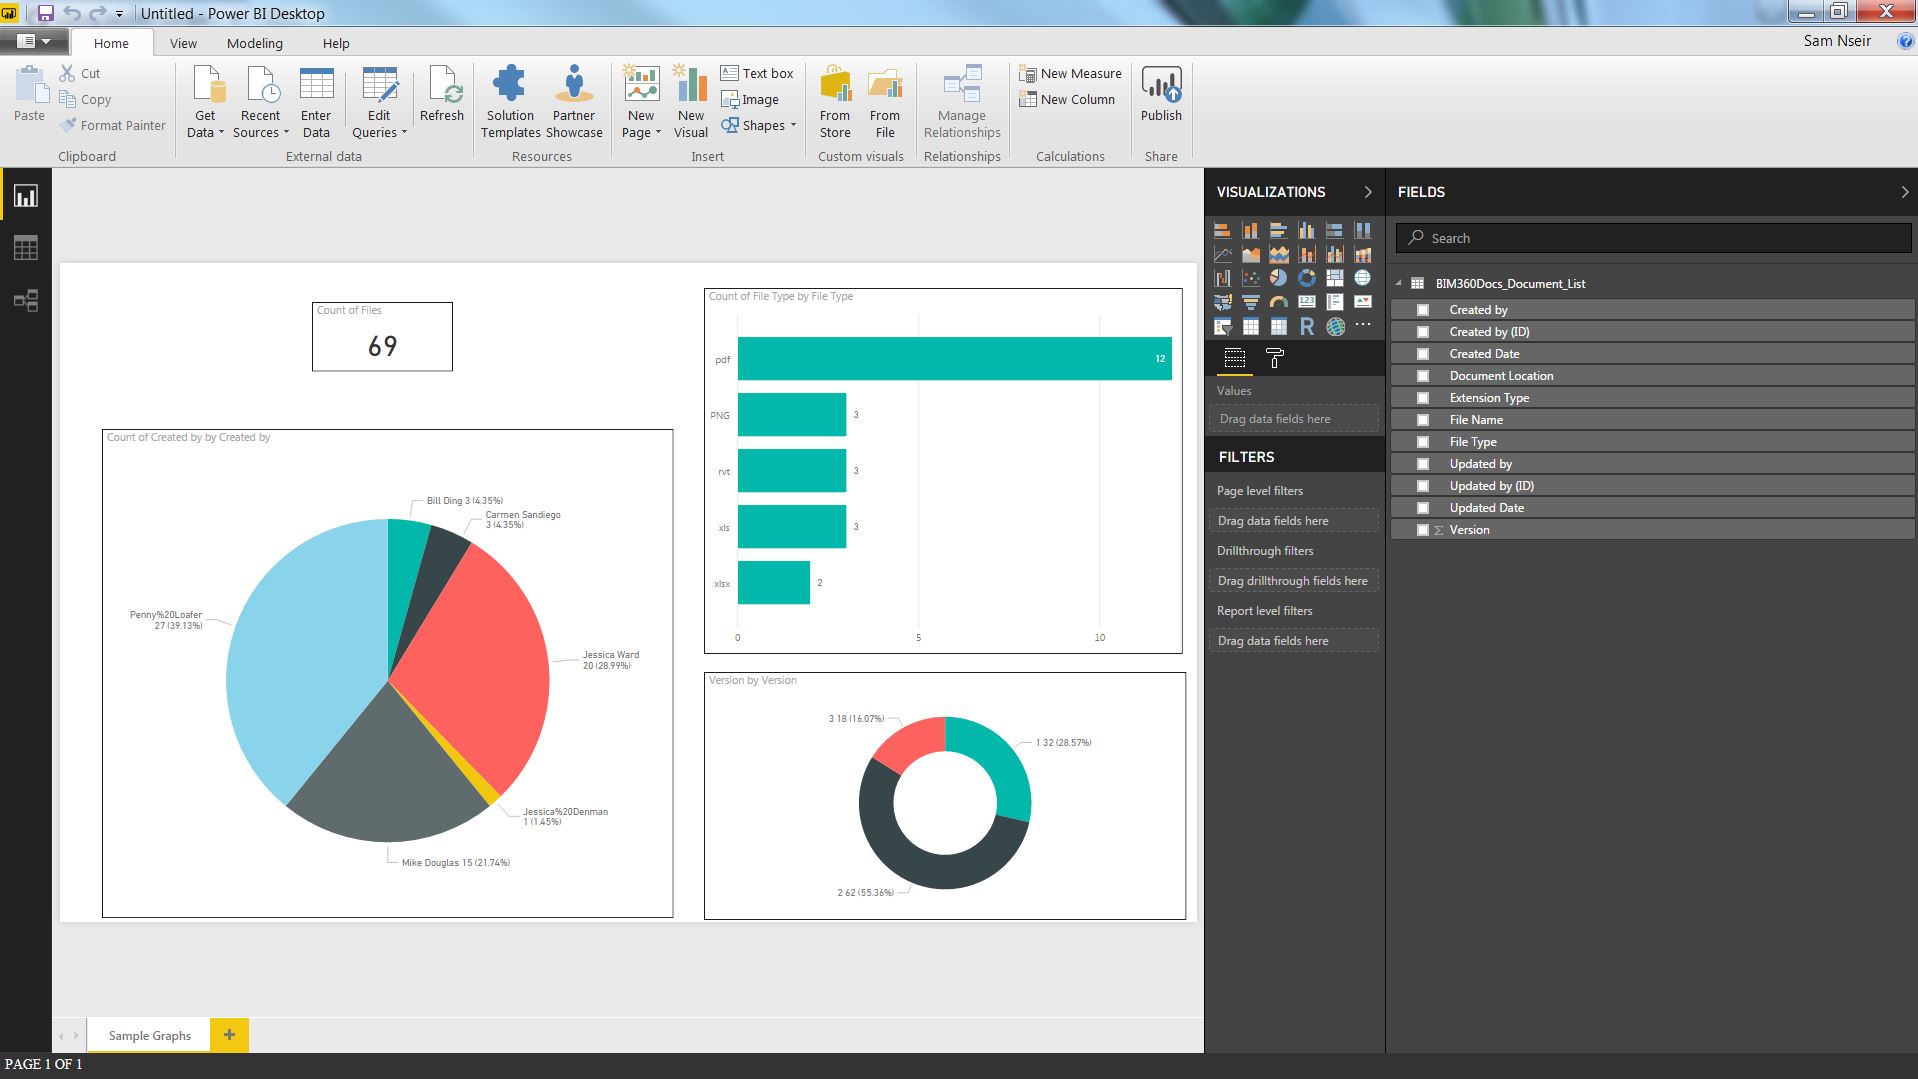 Untitled - Power BI Desktop
Home
View
Modeling
Help
Sam Nseir
Paste
Cut
Copy
Format Painter
Clipboard
Get Data
Recent Sources
Enter Data
Edit Queries
Refresh
External data
Solution Templates
Partner Showcase
Resources
New Page
New Visual
Text box
Image
Shapes
Insert
From Store
From File
Custom visuals
Manage Relationships
Relationships
New Measure
New Column
Calculations
Publish
Share
Count of Files
69
Count of Created by by Created by
Bill Ding 3 (4.35%)
Carmen Sandiego
3 (4.35%)
Penny%20Loafer
27 (39.13%)
Jessica Ward
20 (28.99%)
Jessica%20Denman
1 (1.45%)
Mike Douglas 15 (21.74%)
Count of File Type by File Type
pdf
12
PNG
3
rvt
3
xls
3
xlsx
2
0
5
10
Version by Version
3 18 (16.07%)
1 32 (28.57%)
2 62 (55.36%)
VISUALIZATIONS
123
R
Values
Drag data fields here
FILTERS
Page level filters
Drag data fields here
Drillthrough filters
Drag drillthrough fields here
Report level filters
Drag data fields here
FIELDS
Search
BIM360Docs_Document_List
Created by
Created by (ID)
Created Date
Document Location
Extension Type
File Name
File Type
Updated by
Updated by (ID)
Updated Date
Σ Version
Sample Graphs
PAGE 1 OF 1